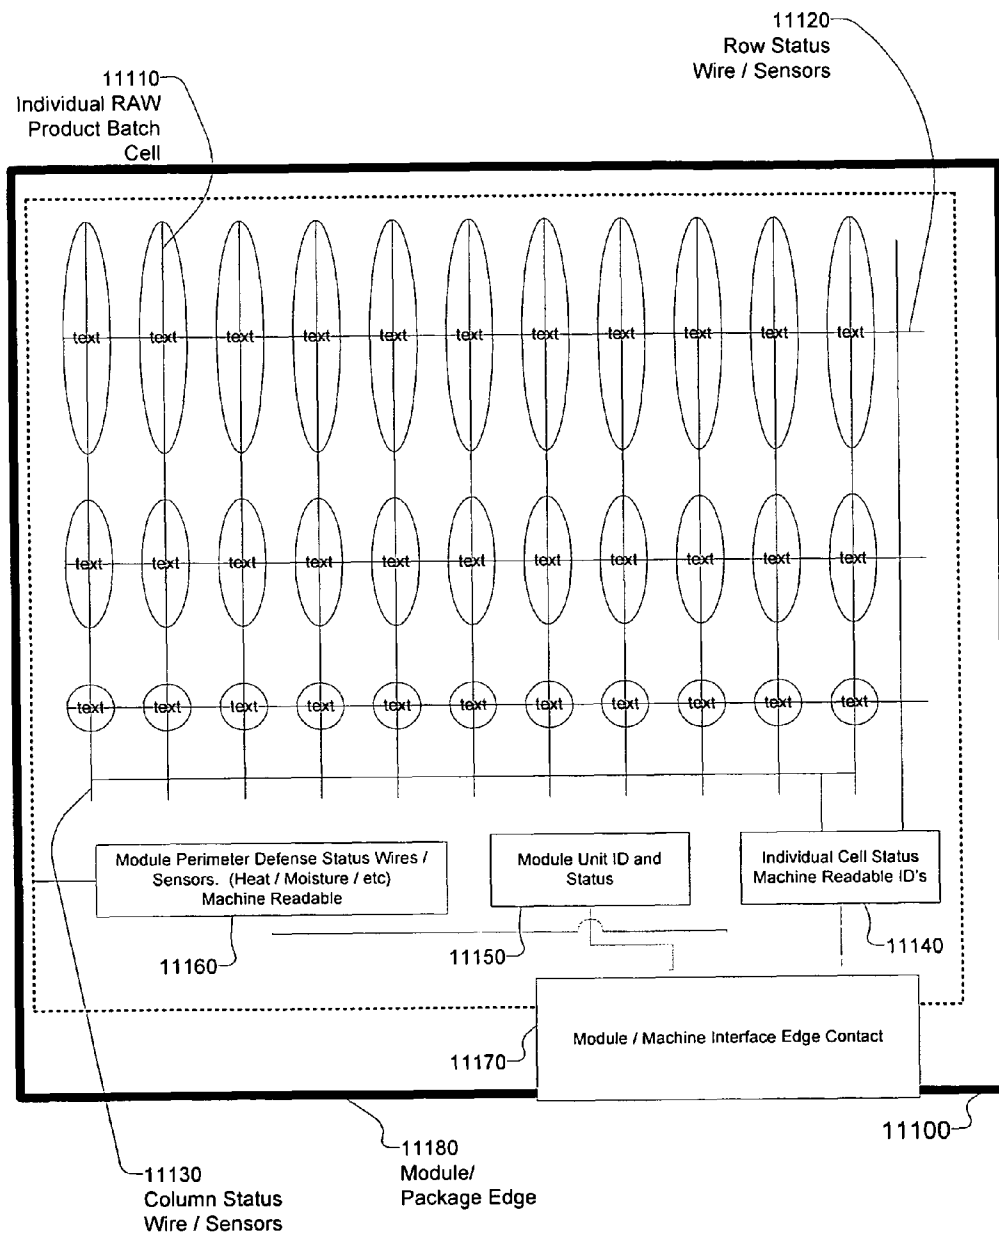 11120
Row Status
Wire / Sensors
11110
Individual RAW
Product Batch
Cell
text text text text text text text text text text text
text text text text text text text text text text text
text text text text text text text text text text text
Module Perimeter Defense Status Wires /
Sensors. (Heat / Moisture / etc)
Machine Readable
Module Unit ID and
Status
Individual Cell Status
Machine Readable ID's
11160
11150
11140
Module / Machine Interface Edge Contact
11170
11100
11180
Module/
Package Edge
11130
Column Status
Wire / Sensors